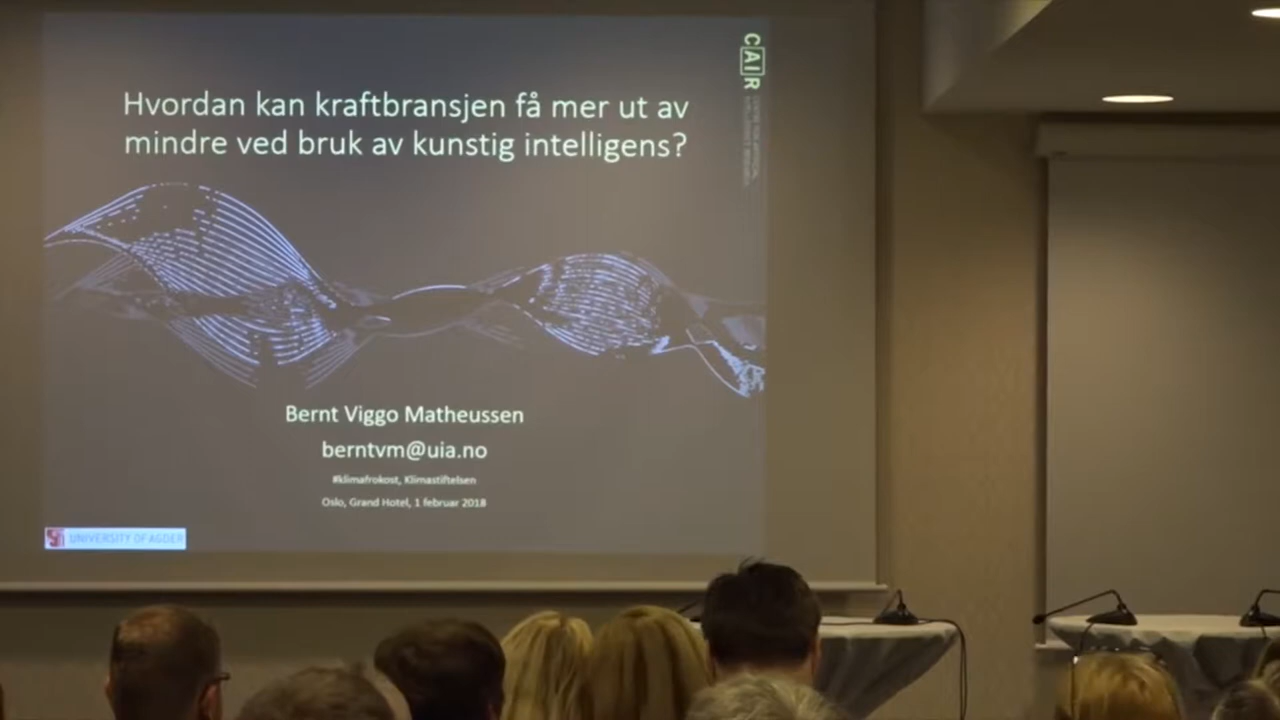 Hvordan kan kraftbransjen få mer ut av
mindre ved bruk av kunstig intelligens?
CAIR
Bernt Viggo Matheussen
berntvm@uia.no
#klimafrokost, Klimastiftelsen
Oslo, Grand Hotel, 1 februar 2018
UNIVERSITY OF AGDER